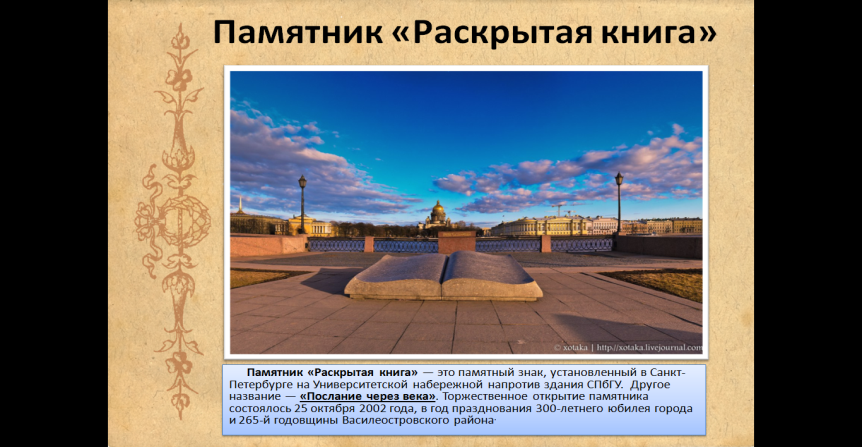 Памятник «Раскрытая книга»
© xotaka | http://xotaka.livejournal.com
Памятник «Раскрытая книга» — это памятный знак, установленный в Санкт-
Петербурге на Университетской набережной напротив здания СПбГУ. Другое
название — «Послание через века». Торжественное открытие памятника
состоялось 25 октября 2002 года, в год празднования 300-летнего юбилея города
и 265-й годовщины Василеостровского района